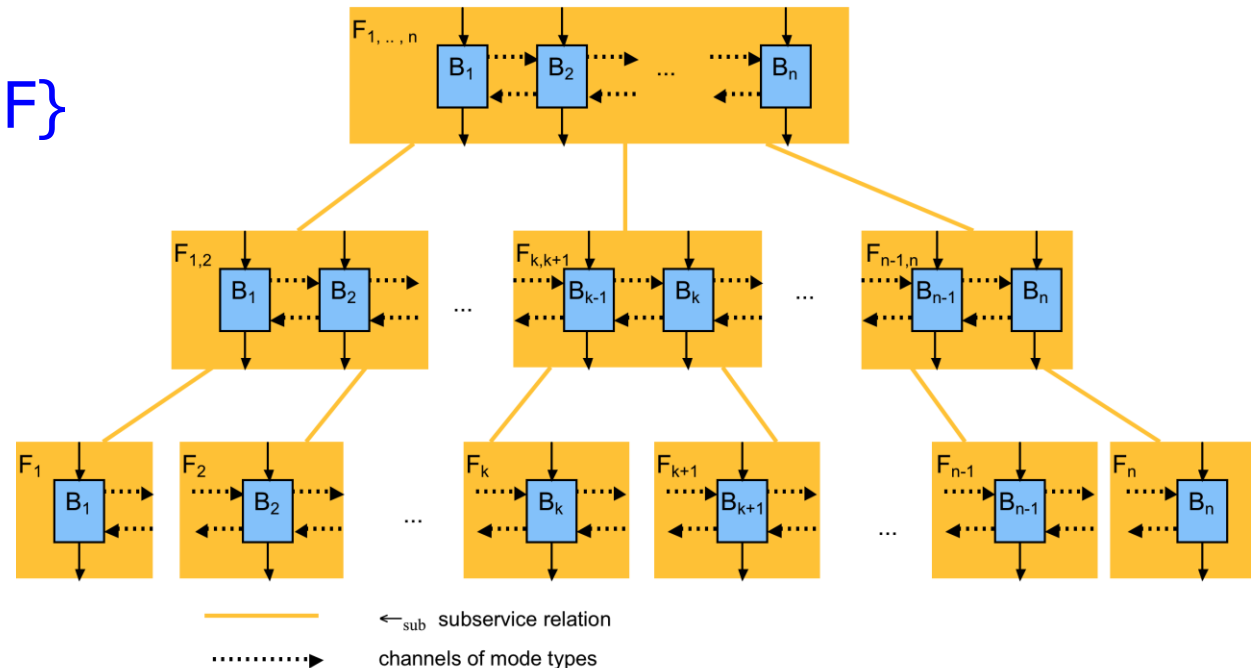 F1, .. , n
B1 B2 ... Bn
F}
F1,2 Fk,k+1 Fn-1,n
B1 B2 ... Bk-1 Bk ... Bn-1 Bn
F1 F2 Fk Fk+1 Fn-1 Fn
B1 B2 ... Bk Bk+1 ... Bn-1 Bn
←sub subservice relation
channels of mode types